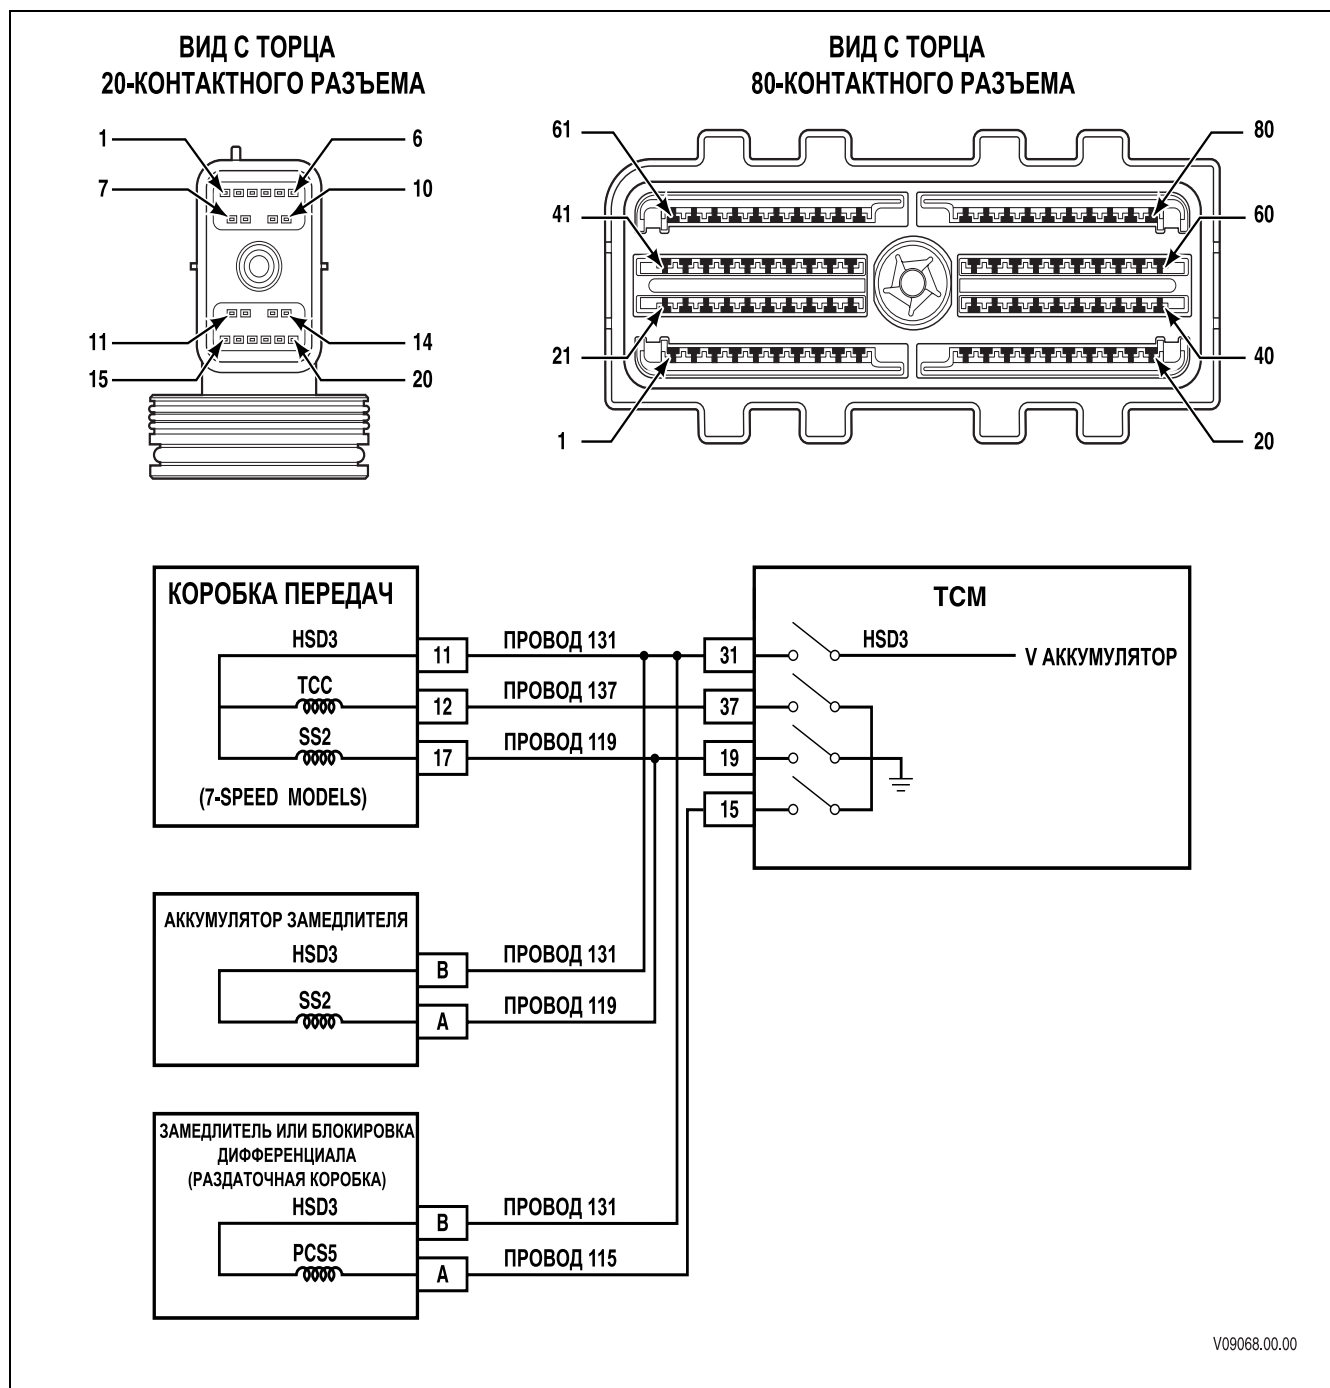 ВИД С ТОРЦА
20-КОНТАКТНОГО РАЗЪЕМА
ВИД С ТОРЦА
80-КОНТАКТНОГО РАЗЪЕМА
1
6
7
10
11
14
15
20
61
80
41
60
21
40
1
20
КОРОБКА ПЕРЕДАЧ
HSD3
11
ПРОВОД 131
TCC
12
ПРОВОД 137
SS2
17
ПРОВОД 119
(7-SPEED MODELS)
TCM
31
HSD3
V АККУМУЛЯТОР
37
19
15
АККУМУЛЯТОР ЗАМЕДЛИТЕЛЯ
HSD3
B
ПРОВОД 131
SS2
A
ПРОВОД 119
ЗАМЕДЛИТЕЛЬ ИЛИ БЛОКИРОВКА
ДИФФЕРЕНЦИАЛА
(РАЗДАТОЧНАЯ КОРОБКА)
HSD3
B
ПРОВОД 131
PCS5
A
ПРОВОД 115
V09068.00.00